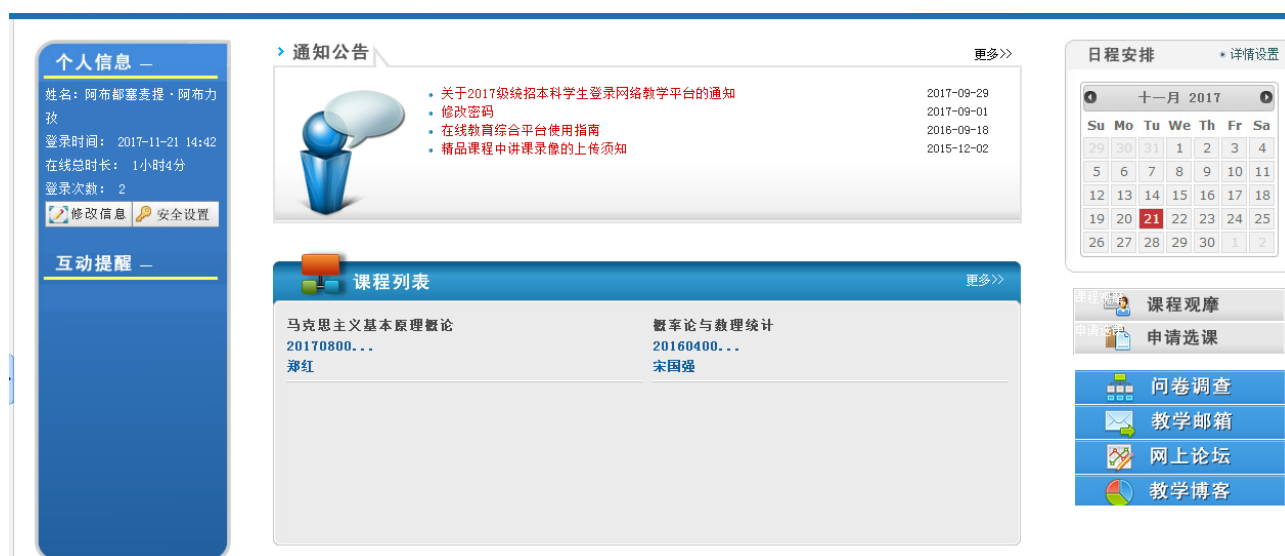 个人信息 —
姓名：阿布都塞麦提·阿布力
孜
登录时间： 2017-11-21 14:42
在线总时长： 1小时4分
登录次数： 2
修改信息 安全设置
互动提醒 —
通知公告 更多>>
• 关于2017级统招本科学生登录网络教学平台的通知 2017-09-29
• 修改密码 2017-09-01
• 在线教育综合平台使用指南 2016-09-18
• 精品课程中讲课录像的上传须知 2015-12-02
课程列表 更多>>
马克思主义基本原理概论
20170800...
郑红
概率论与数理统计
20160400...
宋国强
日程安排 详情设置
十一月 2017
Su Mo Tu We Th Fr Sa
29 30 31 1 2 3 4
5 6 7 8 9 10 11
12 13 14 15 16 17 18
19 20 21 22 23 24 25
26 27 28 29 30 1 2
课程观摩
申请选课
问卷调查
教学邮箱
网上论坛
教学博客